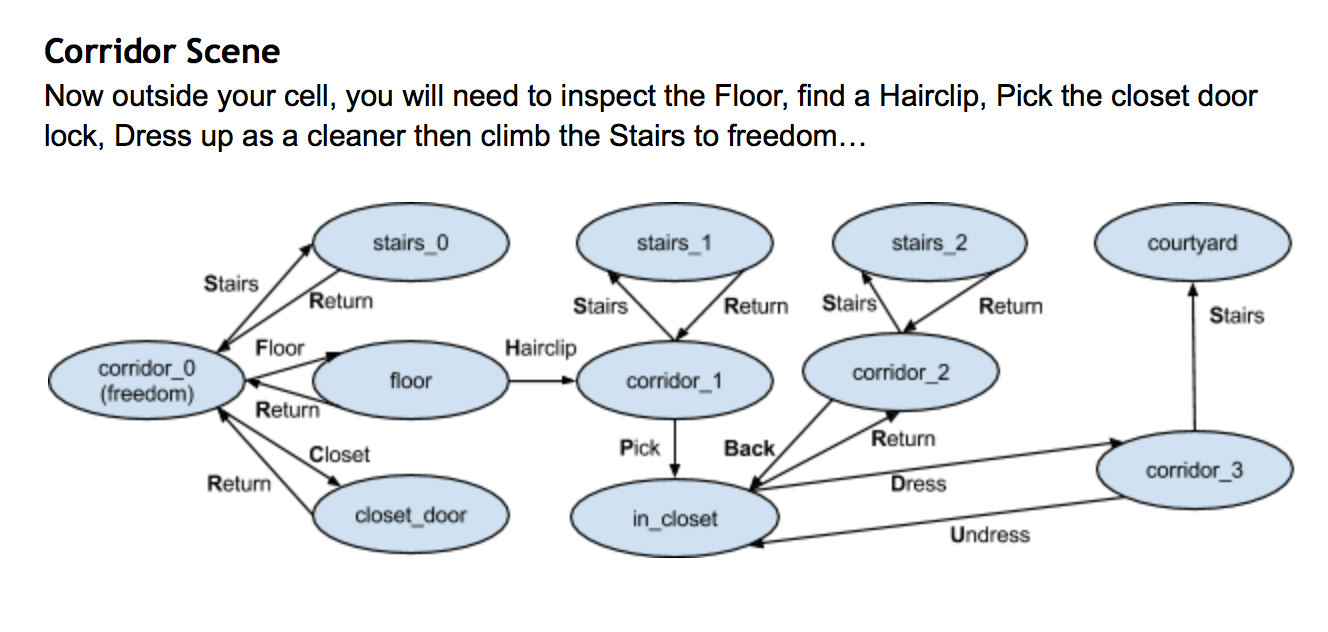 Corridor Scene
Now outside your cell, you will need to inspect the Floor, find a Hairclip, Pick the closet door
lock, Dress up as a cleaner then climb the Stairs to freedom…
stairs_0
stairs_1
stairs_2
courtyard
Stairs
Return
Stairs
Return
Stairs
Return
Stairs
Floor
Hairclip
corridor_0
(freedom)
floor
corridor_1
corridor_2
Return
Closet
Pick
Back
Return
Return
Dress
corridor_3
closet_door
in_closet
Undress